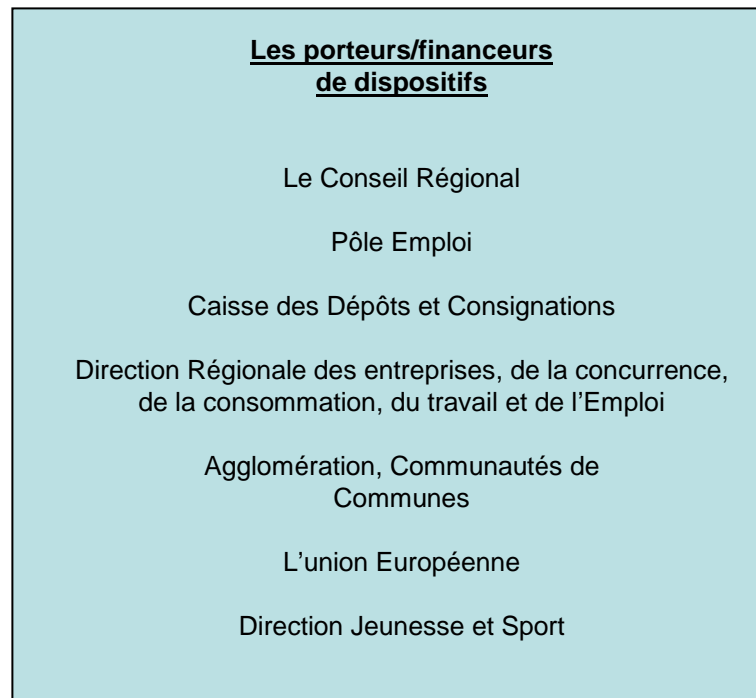 Les porteurs/financeurs
de dispositifs
Le Conseil Régional
Pôle Emploi
Caisse des Dépôts et Consignations
Direction Régionale des entreprises, de la concurrence,
de la consommation, du travail et de l’Emploi
Agglomération, Communautés de
Communes
L’union Européenne
Direction Jeunesse et Sport